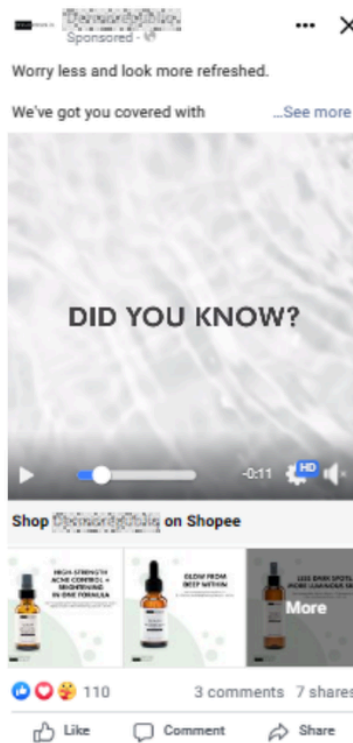 Sponsored ·
Worry less and look more refreshed.
We've got you covered with ...See more
DID YOU KNOW?
-0:11 HD
Shop on Shopee
HIGH-STRENGTH
ACNE CONTROL +
BRIGHTENING
IN ONE FORMULA
GLOW FROM
DEEP WITHIN
LESS DARK SPOTS,
MORE LUMINOUS
More
110 3 comments 7 shares
Like Comment Share